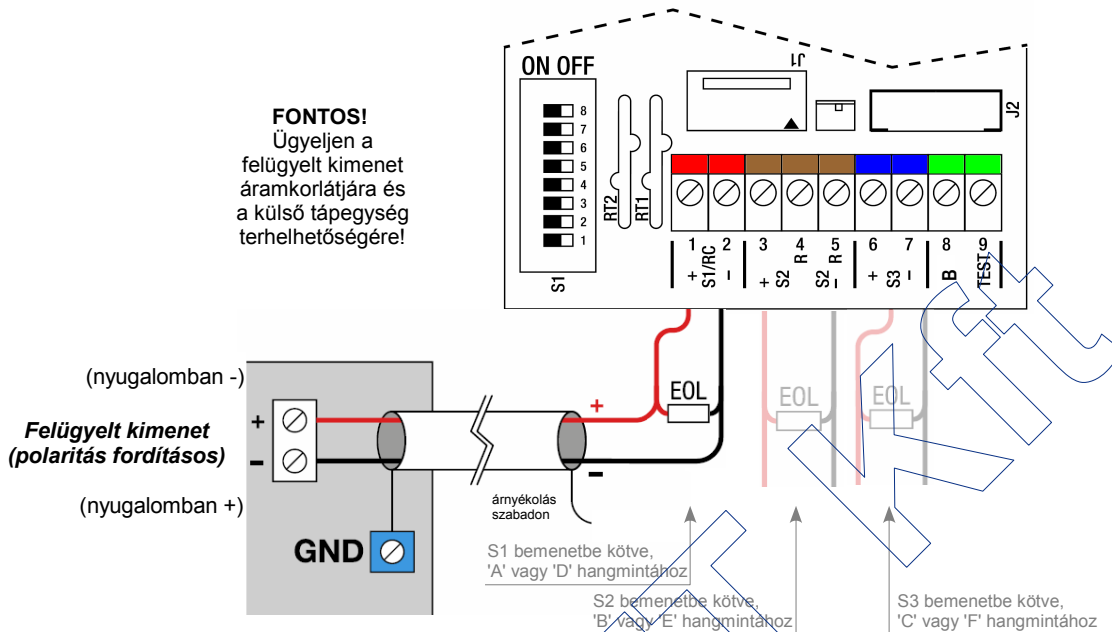 ON OFF
8
7
6
5
4
3
2
1
S1
RT2
RT1
J1
J2
1 2 3 4 5 6 7 8 9
+ S1/RC – + S2 R S2 – R + S3 – B TEST
FONTOS!
Ügyeljen a
felügyelt kimenet
áramkorlátjára és
a külső tápegység
terhelhetőségére!
(nyugalomban -)
Felügyelt kimenet
(polaritás fordításos)
(nyugalomban +)
+
–
GND
+
–
EOL
EOL
EOL
árnyékolás
szabadon
S1 bemenetbe kötve,
'A' vagy 'D' hangmintához
S2 bemenetbe kötve,
'B' vagy 'E' hangmintához
S3 bemenetbe kötve,
'C' vagy 'F' hangmintához
T Kft